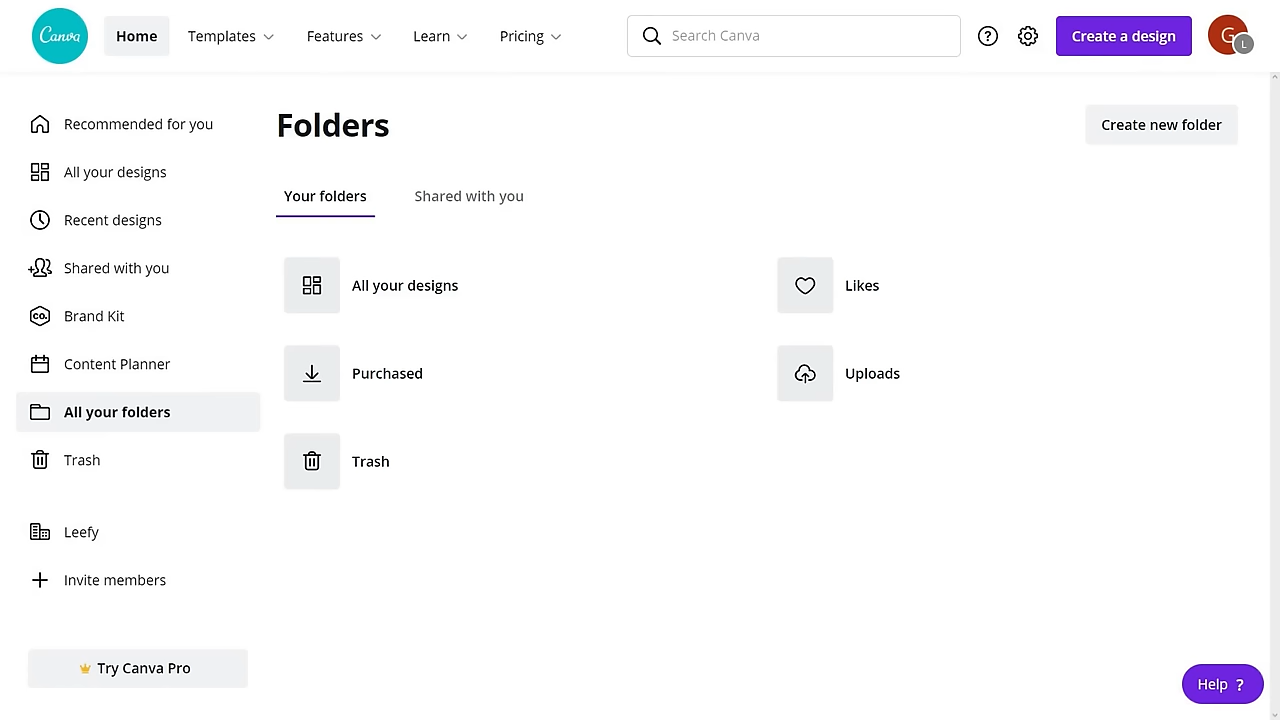 Canva
Home
Templates
Features
Learn
Pricing
Search Canva
Create a design
G
L
Recommended for you
All your designs
Recent designs
Shared with you
CO.
Brand Kit
Content Planner
All your folders
Trash
Leefy
Invite members
Try Canva Pro
Folders
Create new folder
Your folders
Shared with you
All your designs
Likes
Purchased
Uploads
Trash
Help ?